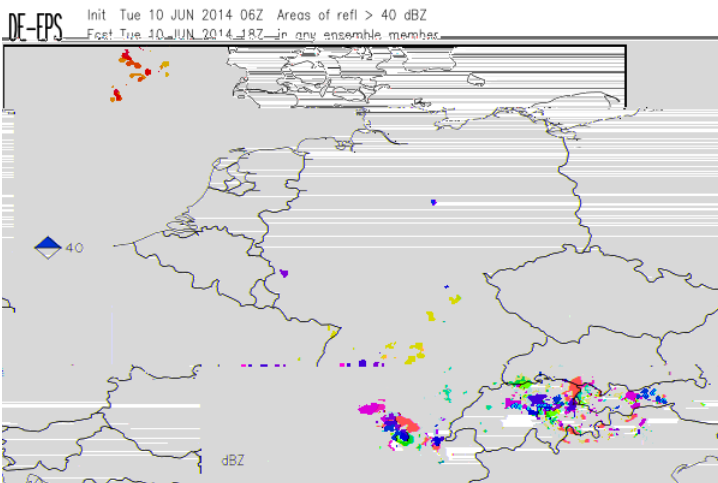 DE-EPS
Init Tue 10 JUN 2014 06Z Areas of refl > 40 dBZ
Fcst Tue 10 JUN 2014 18Z in any ensemble member
40
dBZ